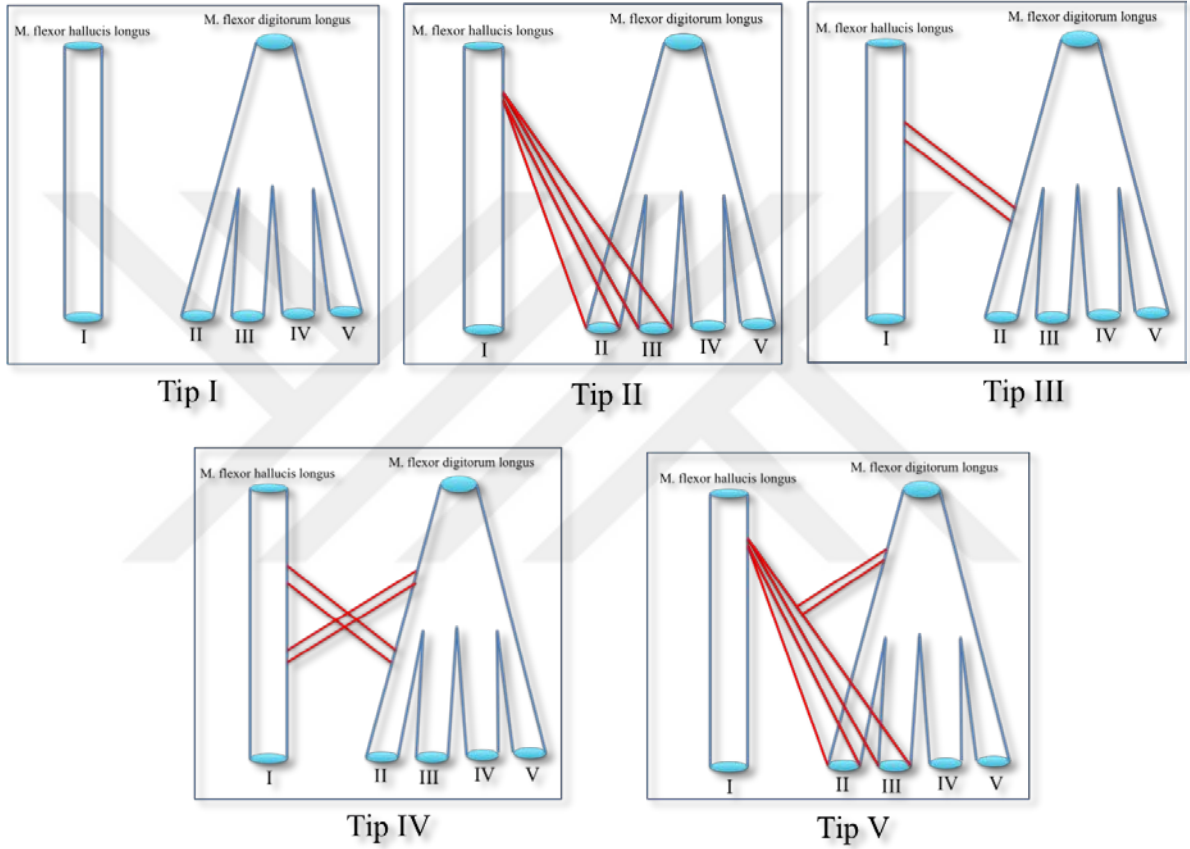 M. flexor hallucis longus
M. flexor digitorum longus
I
II
III
IV
V
Tip I
M. flexor hallucis longus
M. flexor digitorum longus
I
II
III
IV
V
Tip II
M. flexor hallucis longus
M. flexor digitorum longus
I
II
III
IV
V
Tip III
M. flexor hallucis longus
M. flexor digitorum longus
I
II
III
IV
V
Tip IV
M. flexor hallucis longus
M. flexor digitorum longus
I
II
III
IV
V
Tip V